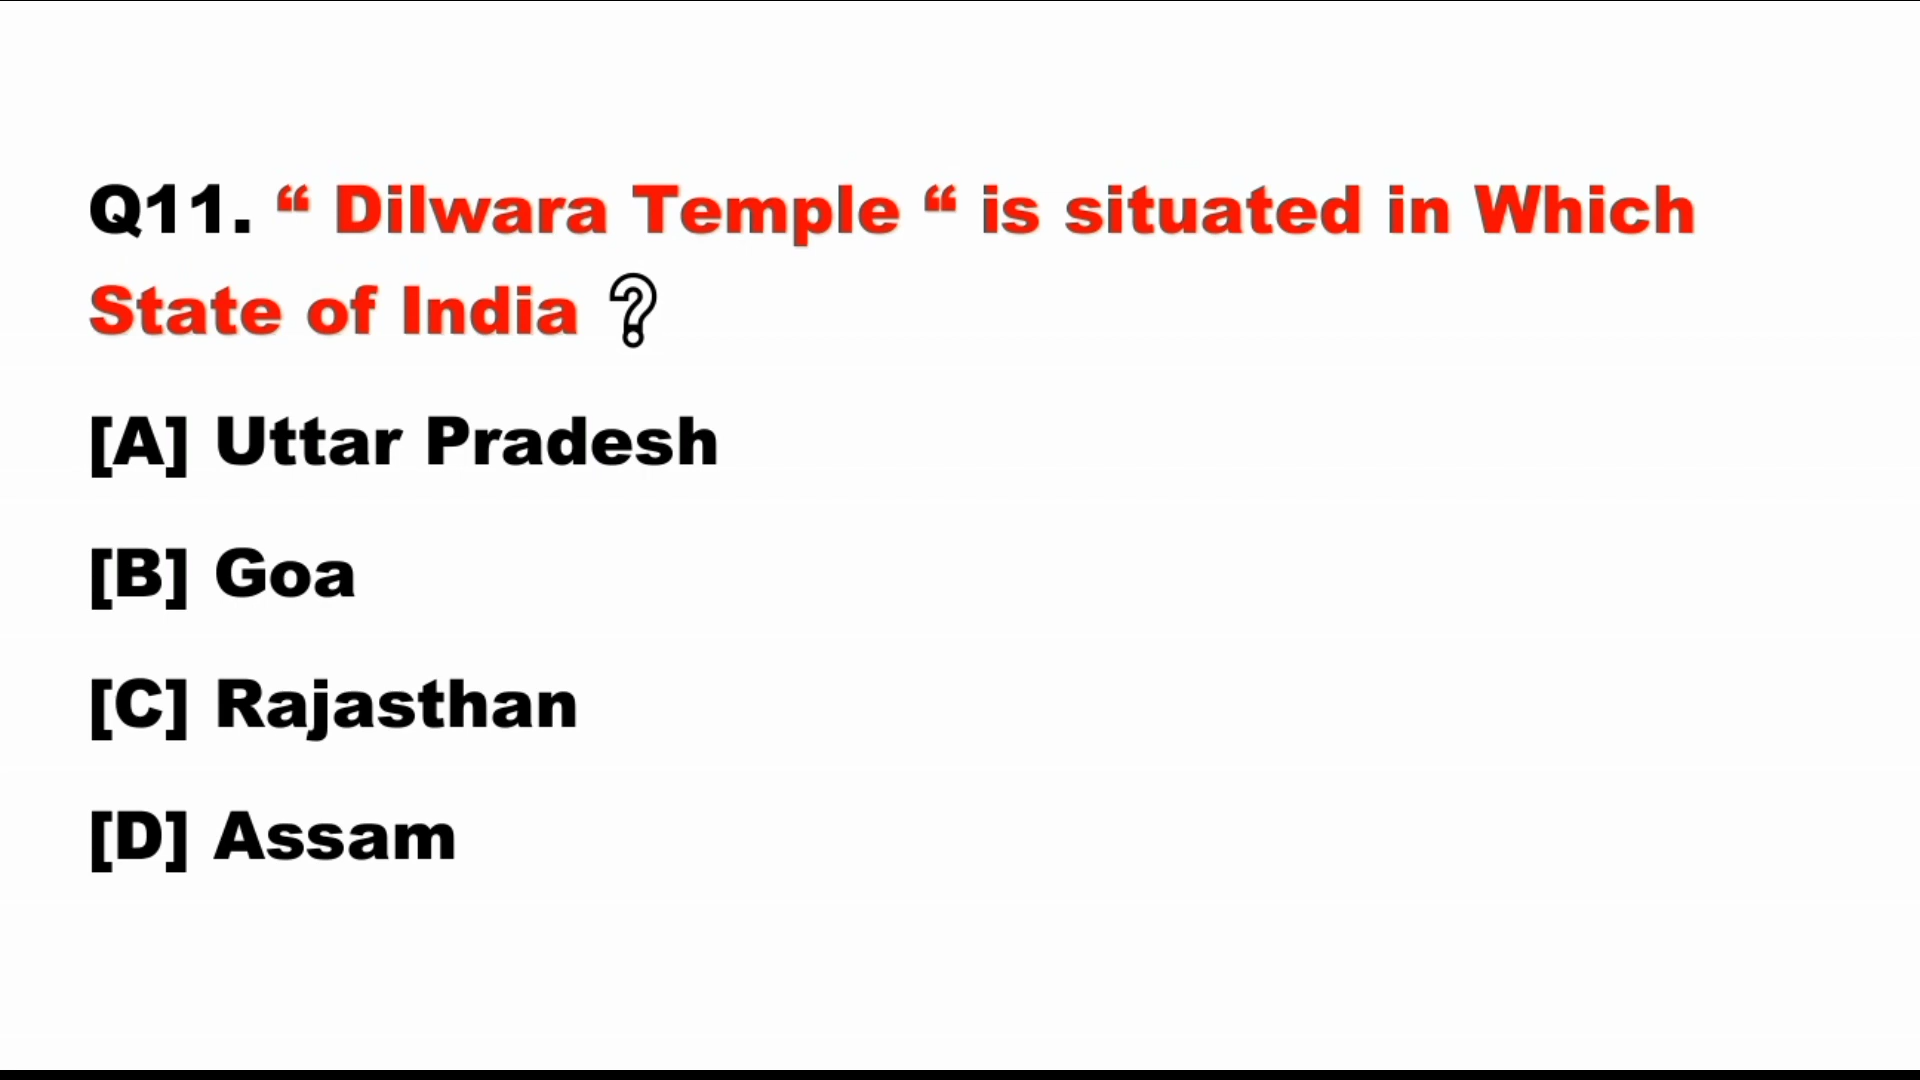 Q11. “ Dilwara Temple “ is situated in Which
State of India ?
[A] Uttar Pradesh
[B] Goa
[C] Rajasthan
[D] Assam